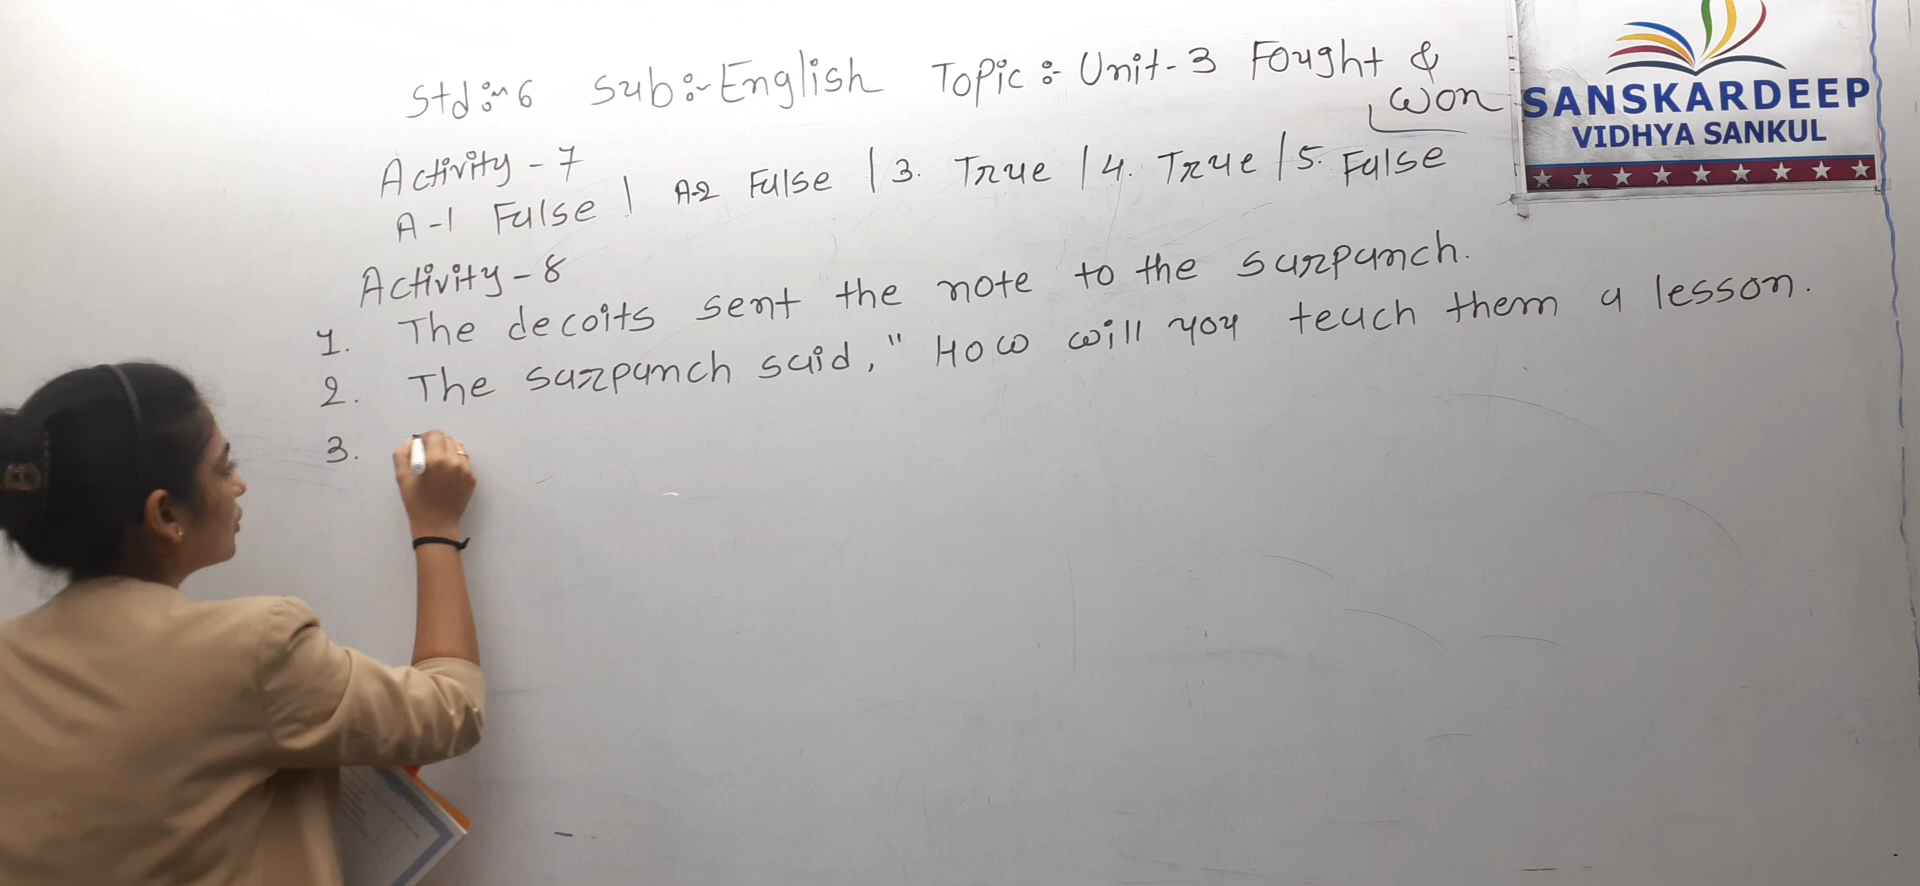 Std :- 6 Sub :- English Topic :- Unit - 3 Fought &
won
SANSKARDEEP
VIDHYA SANKUL
Activity - 7
A-1 False | A-2 False | 3. True | 4. True | 5. False
Activity - 8
1. The decoits sent the note to the sarpanch.
2. The sarpanch said, " How will you teach them a lesson.
3.